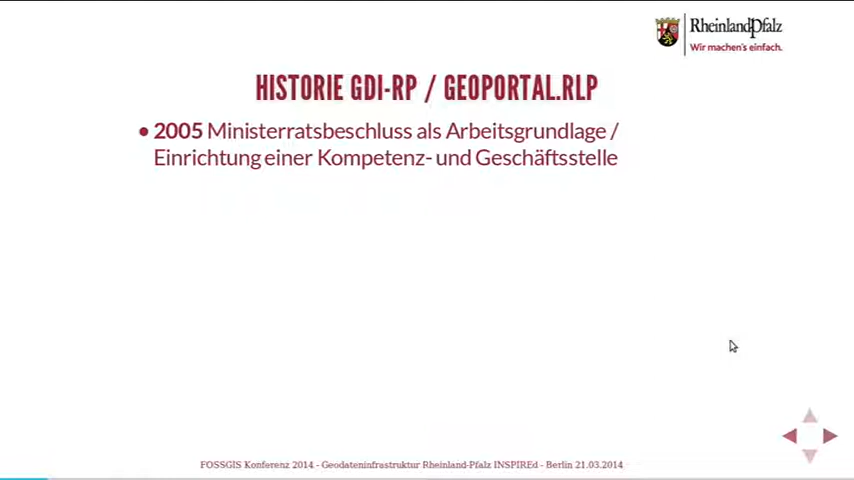 RheinlandPfalz
Wir machen's einfach.
HISTORIE GDI-RP / GEOPORTAL.RLP
• 2005 Ministerratsbeschluss als Arbeitsgrundlage /
Einrichtung einer Kompetenz- und Geschäftsstelle
FOSSGIS Konferenz 2014 - Geodateninfrastruktur Rheinland-Pfalz INSPIREd - Berlin 21.03.2014